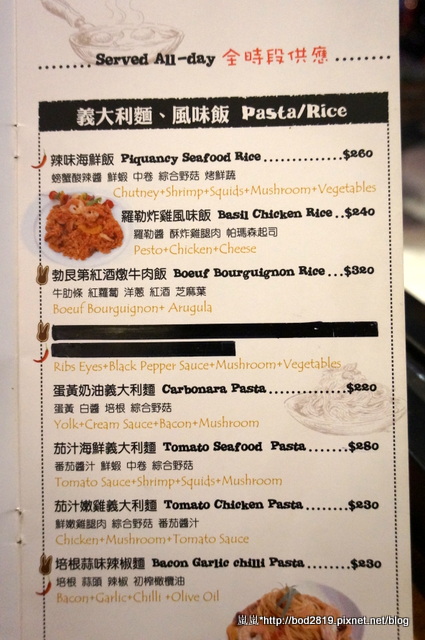 Served All-day 全時段供應
義大利麵、風味飯 Pasta/Rice
辣味海鮮飯 Piquancy Seafood Rice..............$260
螃蟹酸辣醬 鮮蝦 中卷 綜合野菇 烤鮮蔬
Chutney+Shrimp+Squids+Mushroom+Vegetables
羅勒炸雞風味飯 Basil Chicken Rice..$240
羅勒醬 酥炸雞腿肉 帕瑪森起司
Pesto+Chicken+Cheese
勃艮第紅酒燉牛肉飯 Boeuf Bourguignon Rice...$320
牛肋條 紅蘿蔔 洋蔥 紅酒 芝麻葉
Boeuf Bourguignon+ Arugula
Ribs Eyes+Black Pepper Sauce+Mushroom+Vegetables
蛋黃奶油義大利麵 Carbonara Pasta..............$220
蛋黃 白醬 培根 綜合野菇
Yolk+Cream Sauce+Bacon+Mushroom
茄汁海鮮義大利麵 Tomato Seafood Pasta.......$280
番茄醬汁 鮮蝦 中卷 綜合野菇
Tomato Sauce+Shrimp+Squids+Mushroom
茄汁嫩雞義大利麵 Tomato Chicken Pasta.......$230
鮮嫩雞腿肉 綜合野菇 番茄醬汁
Chicken+Mushroom+Tomato Sauce
培根蒜味辣椒麵 Bacon Garlic chilli Pasta.....$230
培根 蒜頭 辣椒 初榨橄欖油
Bacon+Garlic+Chilli +Olive Oil
嵐嵐*http://bod2819.pixnet.net/blog